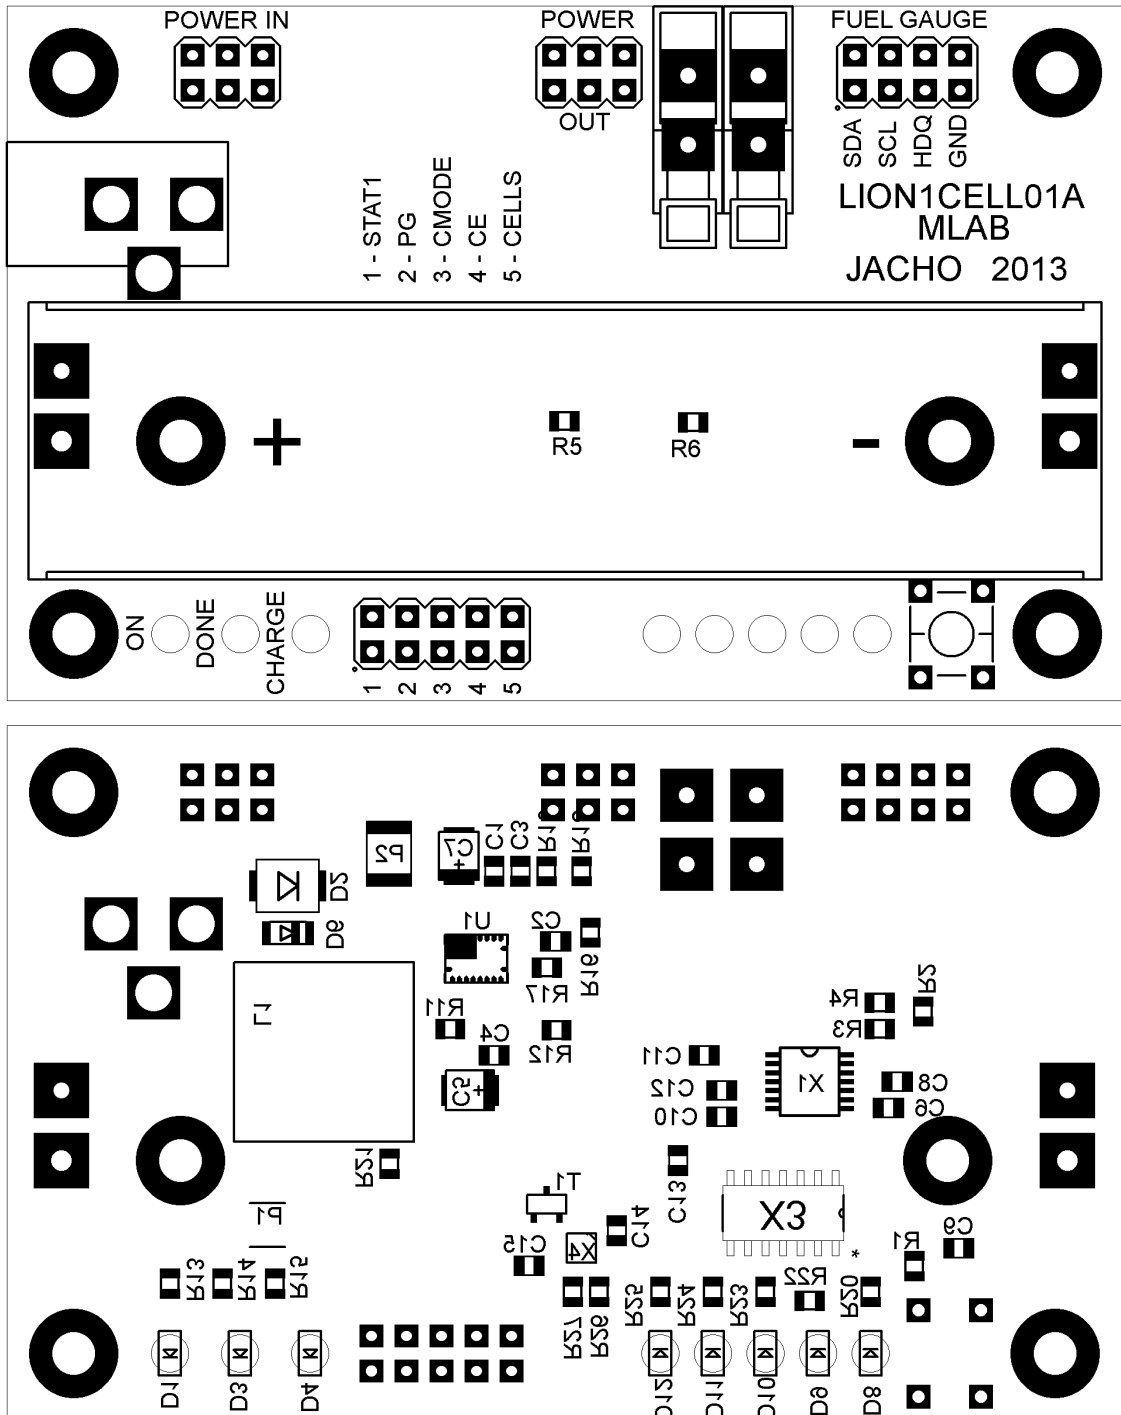 POWER IN
POWER
FUEL GAUGE
OUT
SDA
SCL
HDQ
GND
1 - STAT1
2 - PG
3 - CMODE
4 - CE
5 - CELLS
LION1CELL01A
MLAB
JACHO 2013
+
-
R5
R6
ON
DONE
CHARGE
1
2
3
4
5
C1
C3
P2
C7
+
D2
D6
U1
C2
R16
R17
L1
R11
C4
R12
C5
+
R2
R4
R3
C11
X1
C12
C8
C10
C6
R21
T1
C13
P1
X3
C14
C15
X4
R1
C9
*
R13
R14
R15
R22
R25
R24
R23
R20
R27
R26
D1
D3
D4
D12
D11
D10
D9
D8